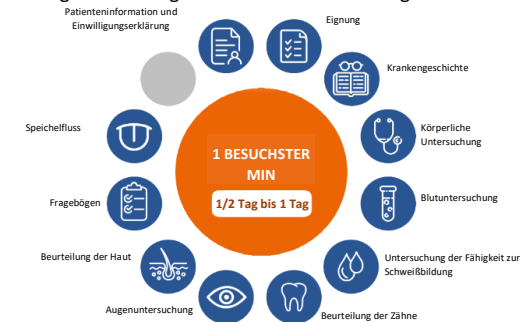 Patienteninformation und
Einwilligungserklärung
Eignung
Krankengeschichte
Körperliche
Untersuchung
Blutuntersuchung
Untersuchung der Fähigkeit zur
Schweißbildung
Beurteilung der Zähne
Augenuntersuchung
Beurteilung der Haut
Fragebögen
Speichelfluss
1 BESUCHSTER
MIN
1/2 Tag bis 1 Tag